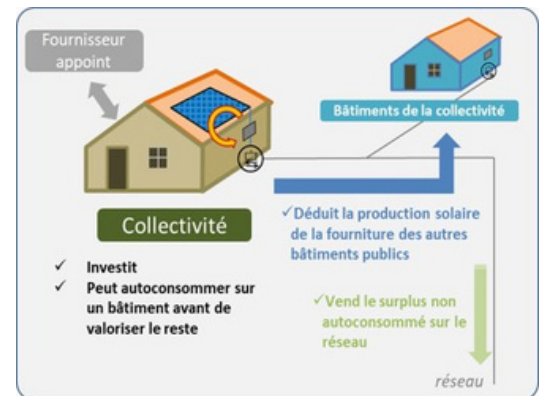 Fournisseur
appoint
Bâtiments de la collectivité
Collectivité
✓ Investit
✓ Peut autoconsommer sur
un bâtiment avant de
valoriser le reste
✓Déduit la production solaire
de la fourniture des autres
bâtiments publics
✓Vend le surplus non
autoconsommé sur le
réseau
réseau